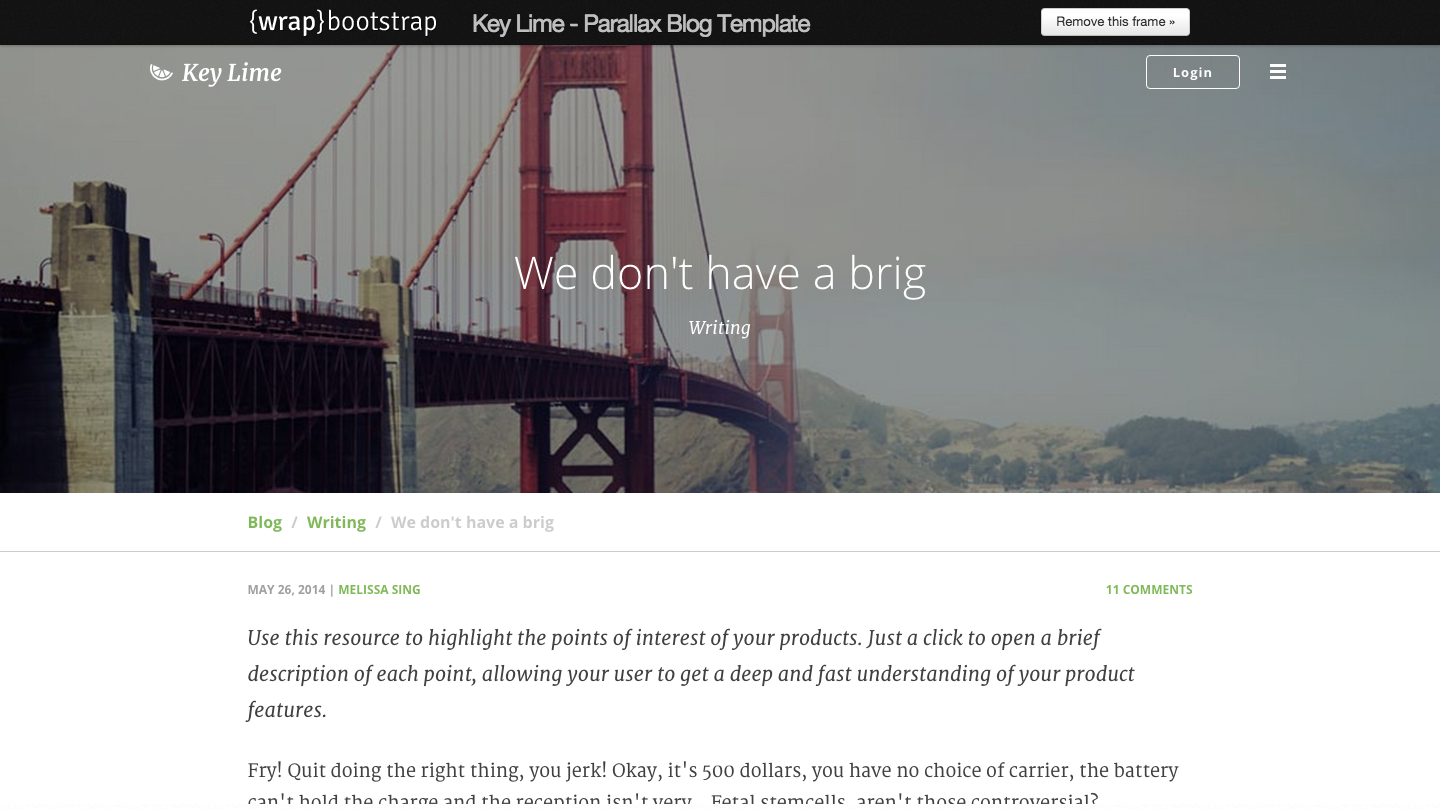 {wrap}bootstrap
Key Lime - Parallax Blog Template
Remove this frame »
Key Lime
Login
We don't have a brig
Writing
Blog / Writing / We don't have a brig
MAY 26, 2014 | MELISSA SING
11 COMMENTS
Use this resource to highlight the points of interest of your products. Just a click to open a brief
description of each point, allowing your user to get a deep and fast understanding of your product
features.
Fry! Quit doing the right thing, you jerk! Okay, it's 500 dollars, you have no choice of carrier, the battery
can't hold the charge and the reception isn't very... Fetal stemcells, aren't those controversial?